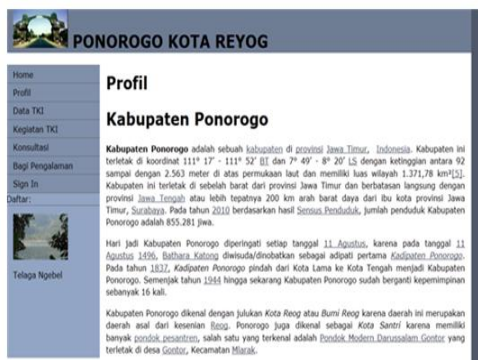 PONOROGO KOTA REYOG
Home
Profil
Data TKI
Kegiatan TKI
Konsultasi
Bagi Pengalaman
Sign In
Daftar:
Telaga Ngebel
Profil
Kabupaten Ponorogo
Kabupaten Ponorogo adalah sebuah kabupaten di provinsi Jawa Timur, Indonesia. Kabupaten ini
terletak di koordinat 111° 17' - 111° 52' BT dan 7° 49' - 8° 20' LS dengan ketinggian antara 92
sampai dengan 2.563 meter di atas permukaan laut dan memiliki luas wilayah 1.371,78 km²[5].
Kabupaten ini terletak di sebelah barat dari provinsi Jawa Timur dan berbatasan langsung dengan
provinsi Jawa Tengah atau lebih tepatnya 200 km arah barat daya dari ibu kota provinsi Jawa
Timur, Surabaya. Pada tahun 2010 berdasarkan hasil Sensus Penduduk, jumlah penduduk Kabupaten
Ponorogo adalah 855.281 jiwa.
Hari jadi Kabupaten Ponorogo diperingati setiap tanggal 11 Agustus, karena pada tanggal 11
Agustus 1496, Bathara Katong diwisuda/dinobatkan sebagai adipati pertama Kadipaten Ponorogo.
Pada tahun 1837, Kadipaten Ponorogo pindah dari Kota Lama ke Kota Tengah menjadi Kabupaten
Ponorogo. Semenjak tahun 1944 hingga sekarang Kabupaten Ponorogo sudah berganti kepemimpinan
sebanyak 16 kali.
Kabupaten Ponorogo dikenal dengan julukan Kota Reog atau Bumi Reog karena daerah ini merupakan
daerah asal dari kesenian Reog. Ponorogo juga dikenal sebagai Kota Santri karena memiliki
banyak pondok pesantren, salah satu yang terkenal adalah Pondok Modern Darussalam Gontor yang
terletak di desa Gontor, Kecamatan Mlarak.